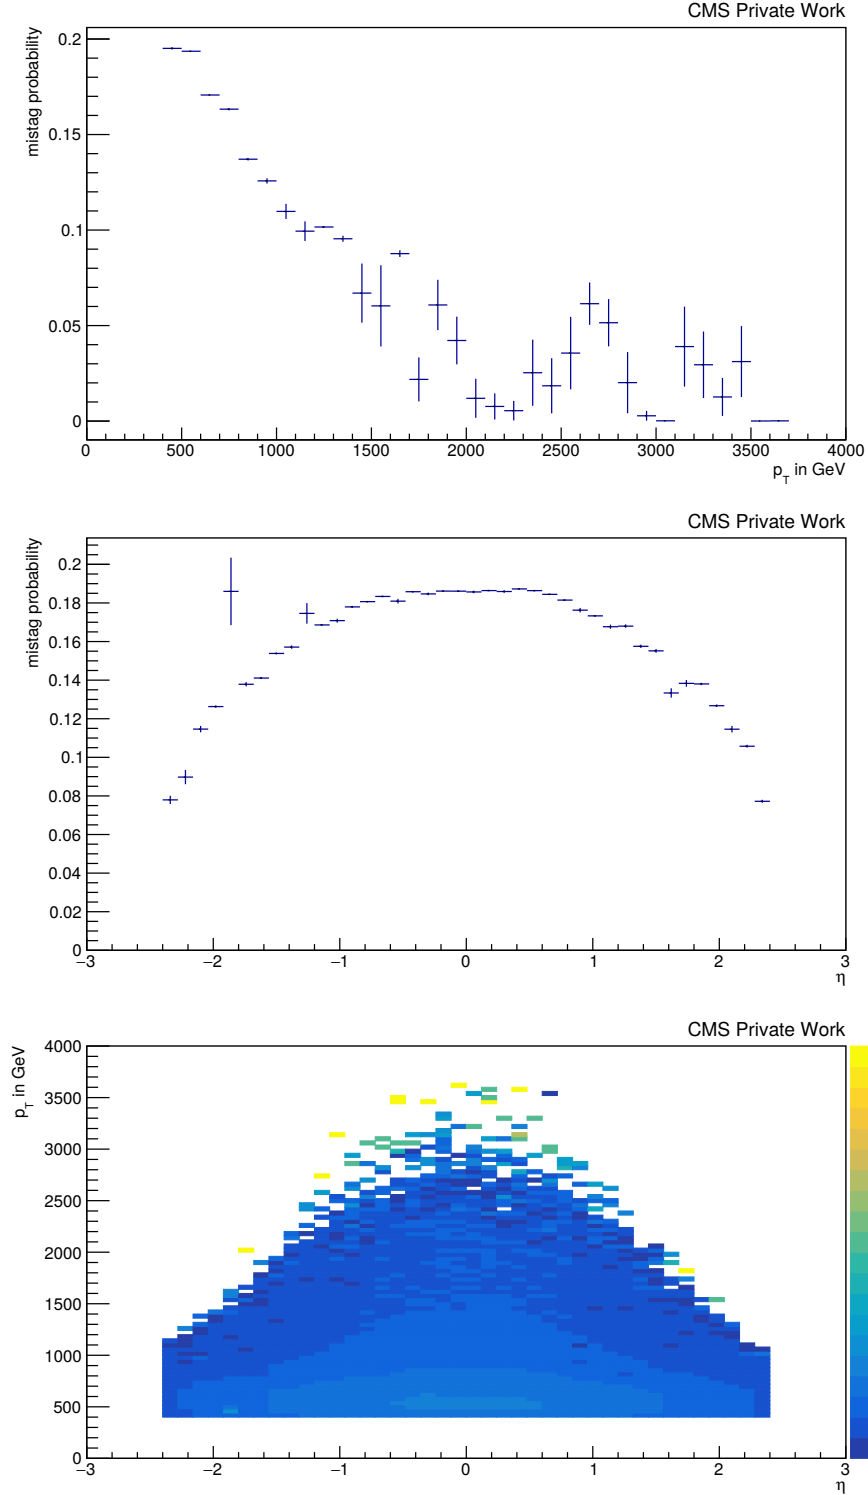 CMS Private Work
mistag probability
0.2
0.15
0.1
0.05
0
0 500 1000 1500 2000 2500 3000 3500 4000
pT in GeV
CMS Private Work
mistag probability
0.2
0.18
0.16
0.14
0.12
0.1
0.08
0.06
0.04
0.02
0
−3 −2 −1 0 1 2 3
η
CMS Private Work
pT in GeV
4000
3500
3000
2500
2000
1500
1000
500
0
−3 −2 −1 0 1 2 3
η